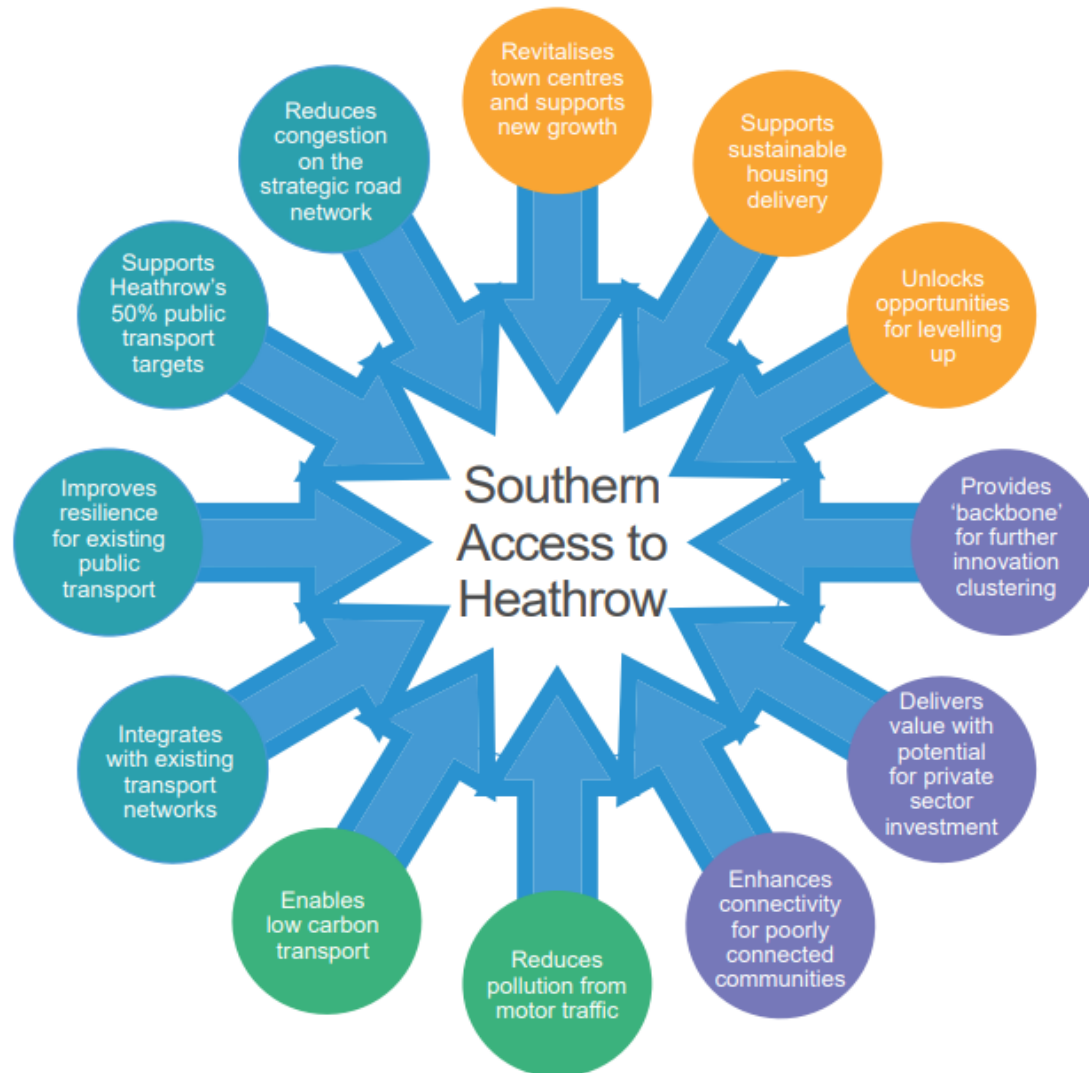 Revitalises
town centres
and supports
new growth
Supports
sustainable
housing
delivery
Unlocks
opportunities
for levelling
up
Provides
‘backbone’
for further
innovation
clustering
Delivers
value with
potential
for private
sector
investment
Enhances
connectivity
for poorly
connected
communities
Reduces
pollution from
motor traffic
Enables
low carbon
transport
Integrates
with existing
transport
networks
Improves
resilience
for existing
public
transport
Supports
Heathrow’s
50% public
transport
targets
Reduces
congestion
on the
strategic road
network
Southern
Access to
Heathrow